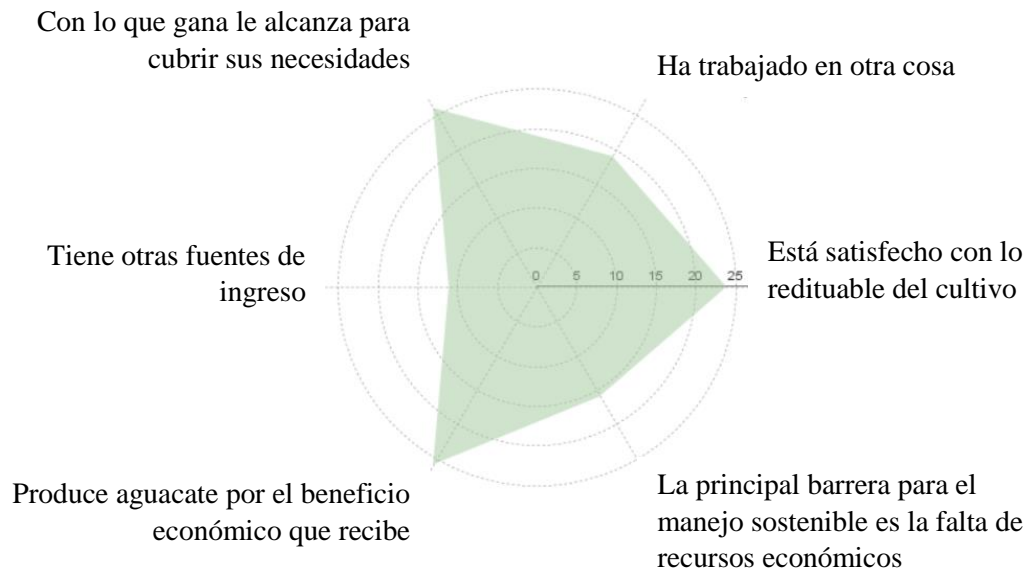 Con lo que gana le alcanza para
cubrir sus necesidades
Ha trabajado en otra cosa
Tiene otras fuentes de
ingreso
0 5 10 15 20 25
Está satisfecho con lo
redituable del cultivo
Produce aguacate por el beneficio
económico que recibe
La principal barrera para el
manejo sostenible es la falta de
recursos económicos